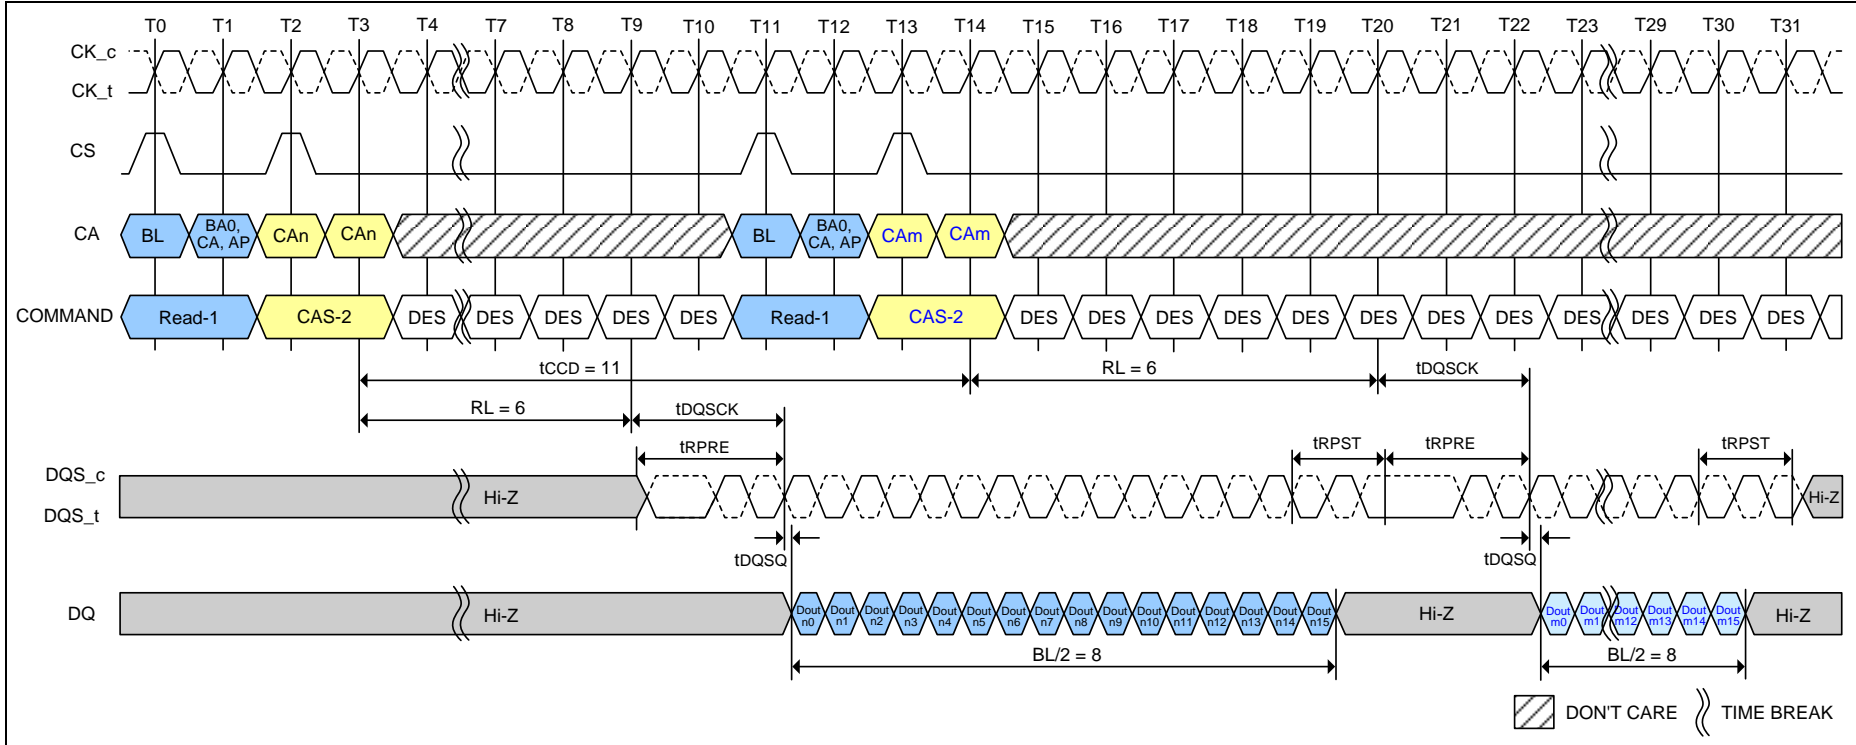 T0 T1 T2 T3 T4 T7 T8 T9 T10 T11 T12 T13 T14 T15 T16 T17 T18 T19 T20 T21 T22 T23 T29 T30 T31
CK_c
CK_t
CS
CA BL BA0, CA, AP CAn CAn BL BA0, CA, AP CAm CAm
COMMAND Read-1 CAS-2 DES DES DES DES DES Read-1 CAS-2 DES DES DES DES DES DES DES DES DES DES DES DES
tCCD = 11 RL = 6 tDQSCK
RL = 6 tDQSCK
tRPRE tRPST tRPRE tRPST
DQS_c
Hi-Z Hi-Z
DQS_t
tDQSQ tDQSQ
DQ Hi-Z Dout n0 Dout n1 Dout n2 Dout n3 Dout n4 Dout n5 Dout n6 Dout n7 Dout n8 Dout n9 Dout n10 Dout n11 Dout n12 Dout n13 Dout n14 Dout n15 Hi-Z Dout m0 Dout m1 Dout m12 Dout m13 Dout m14 Dout m15 Hi-Z
BL/2 = 8 BL/2 = 8
DON'T CARE TIME BREAK